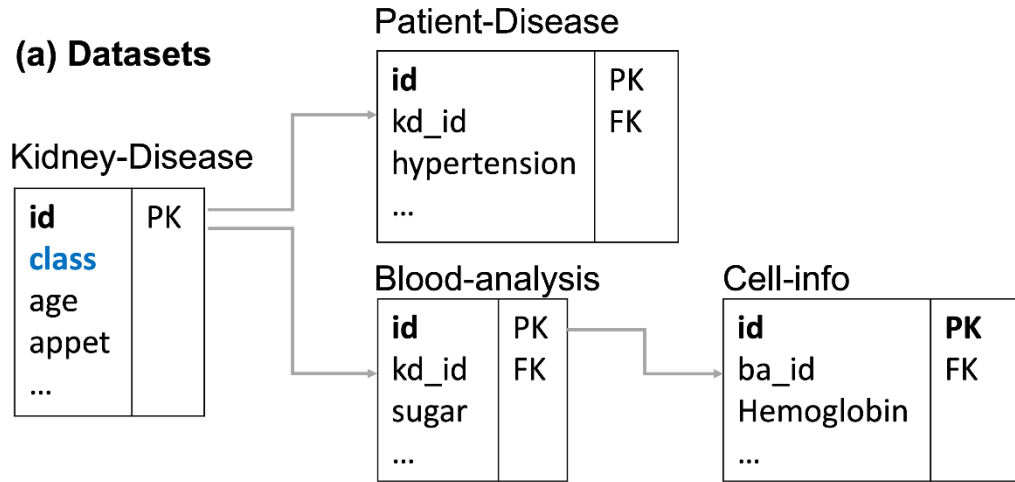 (a) Datasets
Patient-Disease
id PK
kd_id FK
hypertension
...
Kidney-Disease
id PK
class
age
appet
...
Blood-analysis
id PK
kd_id FK
sugar
...
Cell-info
id PK
ba_id FK
Hemoglobin
...